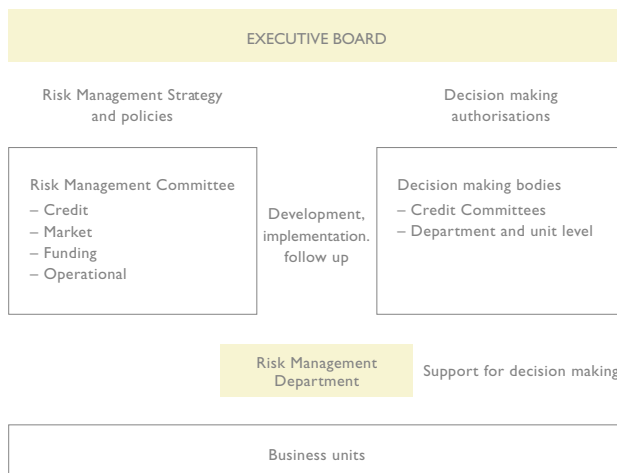 EXECUTIVE BOARD
Risk Management Strategy
and policies
Decision making
authorisations
Risk Management Committee
– Credit
– Market
– Funding
– Operational
Development,
implementation.
follow up
Decision making bodies
– Credit Committees
– Department and unit level
Risk Management
Department
Support for decision making
Business units